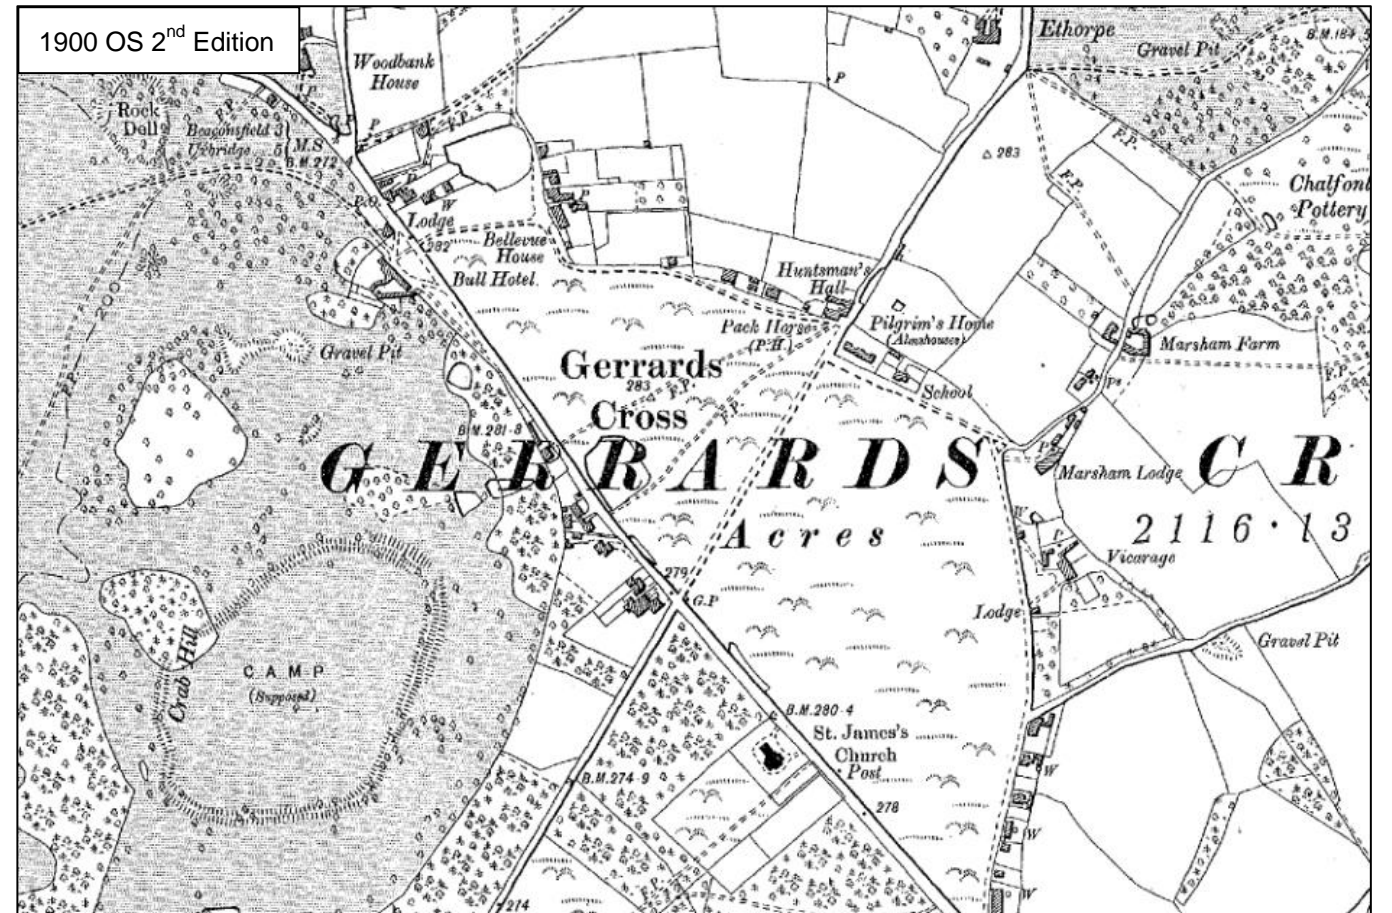 1900 OS 2nd Edition
Ethorpe
Gravel Pit
B.M.184.5
Woodbank
House
P
P
Rock
Dell
Beaconsfield 3
Uxbridge 5
M.S
B.M.272
G.P
P
F.P.
△ 283
F.P.
F.P.
Chalfont
Pottery
P.O.
Lodge
W
P
282
Bellevue
House
Bull Hotel.
Huntsman's
Hall
Pack Horse
(P.H.)
Pilgrim's Home
(Almshouses)
Marsham Farm
F.P.
Gravel Pit
Gerrards
283
F.P.
F.P.
School
Cross
B.M.281.8
GERRARDS CR
P
Marsham Lodge
Acres
2116·13
W
Vicarage
279
G.P
Lodge
Gravel Pit
Crab Hill
CAMP
(Supposed)
B.M.280.4
St. James's
Church
Post
B.M.274.9
278
W
W
W
274